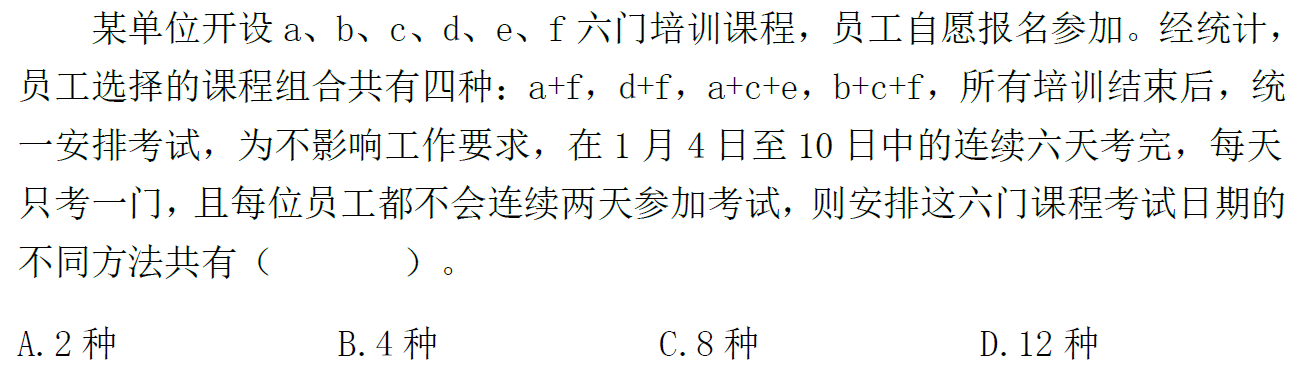 某单位开设 a、b、c、d、e、f 六门培训课程，员工自愿报名参加。经统计，
员工选择的课程组合共有四种：a+f，d+f，a+c+e，b+c+f，所有培训结束后，统
一安排考试，为不影响工作要求，在 1 月 4 日至 10 日中的连续六天考完，每天
只考一门，且每位员工都不会连续两天参加考试，则安排这六门课程考试日期的
不同方法共有（　　　）。
A.2 种 B.4 种 C.8 种 D.12 种